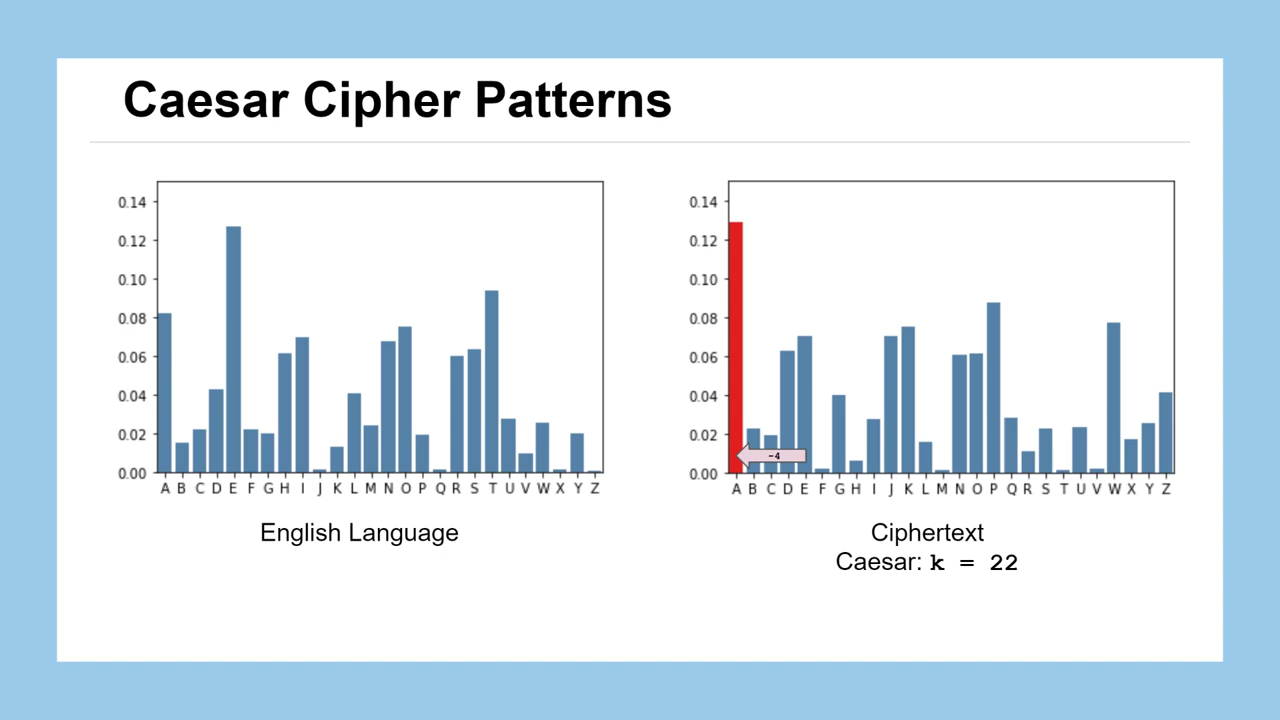 Caesar Cipher Patterns
0.14
0.12
0.10
0.08
0.06
0.04
0.02
0.00
A B C D E F G H I J K L M N O P Q R S T U V W X Y Z
English Language
0.14
0.12
0.10
0.08
0.06
0.04
0.02
0.00
-4
A B C D E F G H I J K L M N O P Q R S T U V W X Y Z
Ciphertext
Caesar: k = 22